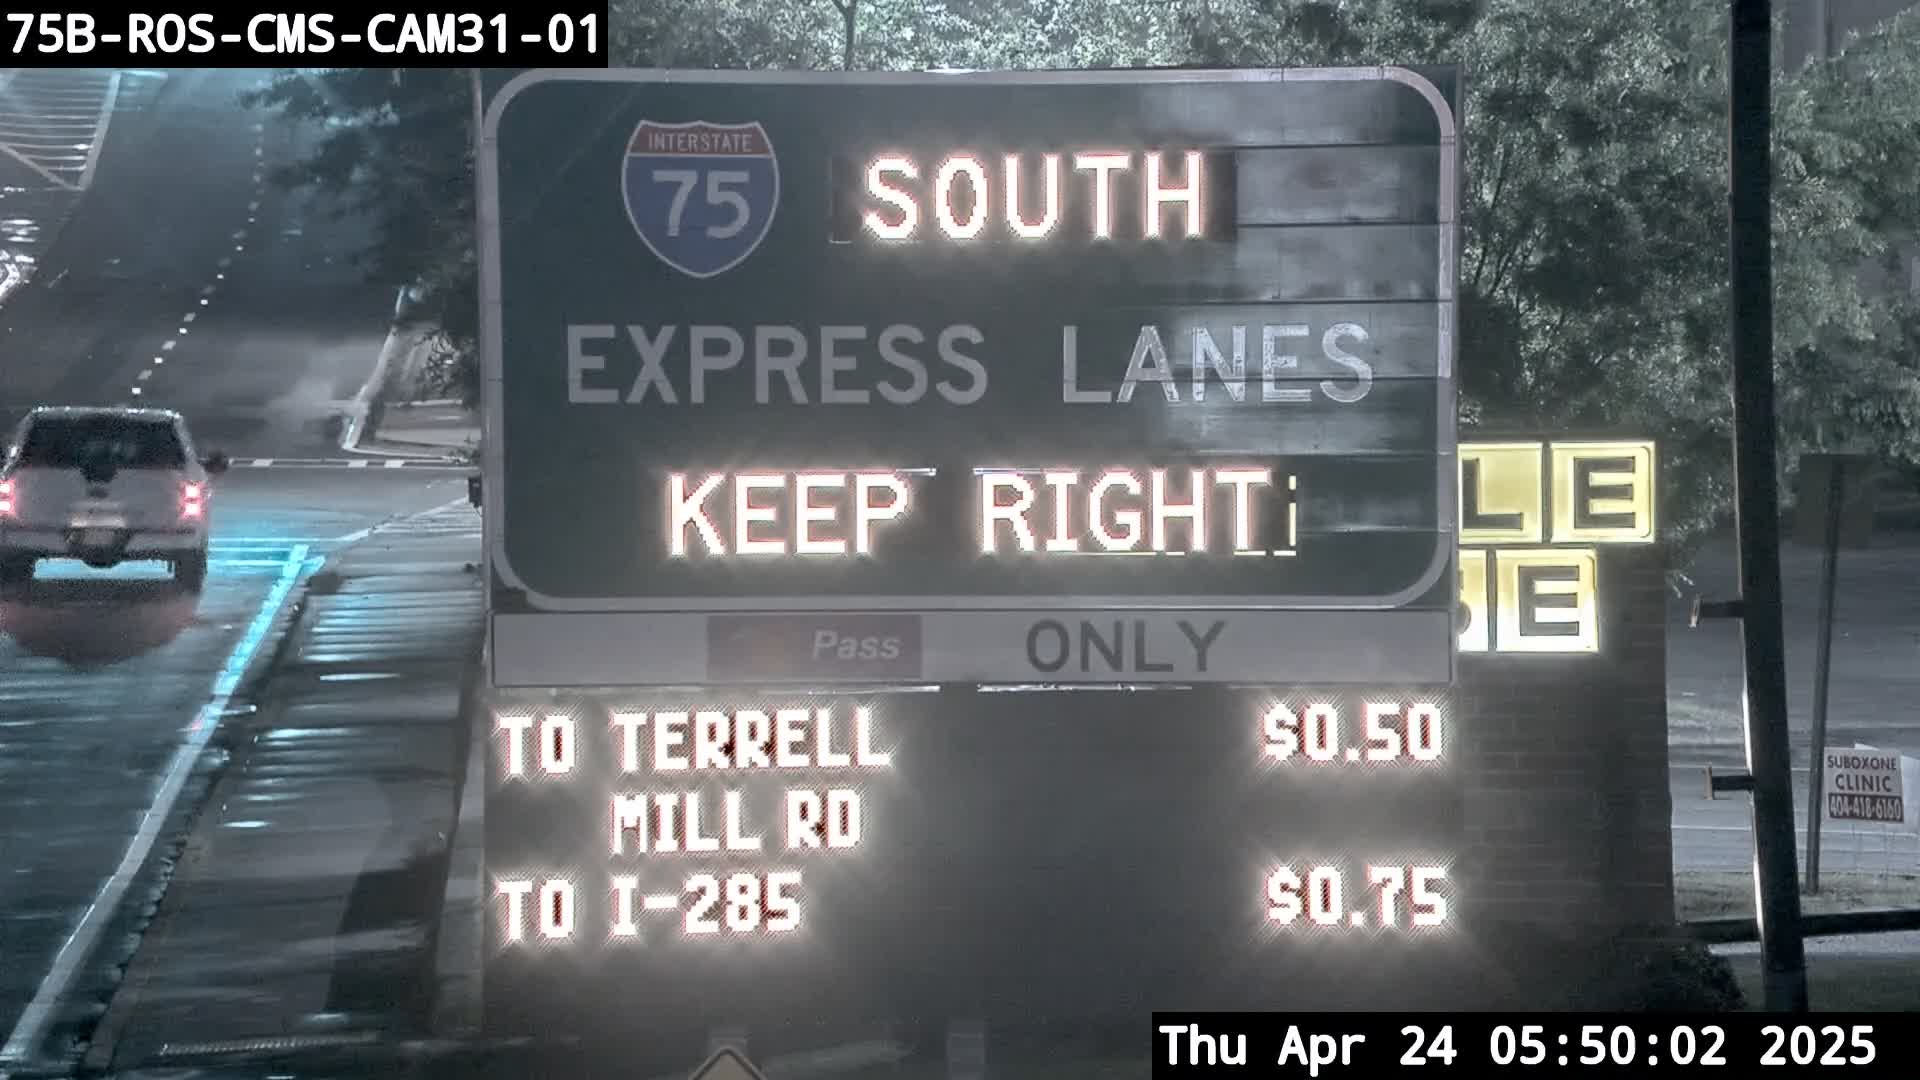 75B-ROS-CMS-CAM31-01
INTERSTATE
75
SOUTH
EXPRESS LANES
KEEP RIGHT
Pass ONLY
TO TERRELL $0.50
MILL RD
TO I-285 $0.75
LE
E
SUBOXONE
CLINIC
404-418-6160
Thu Apr 24 05:50:02 2025